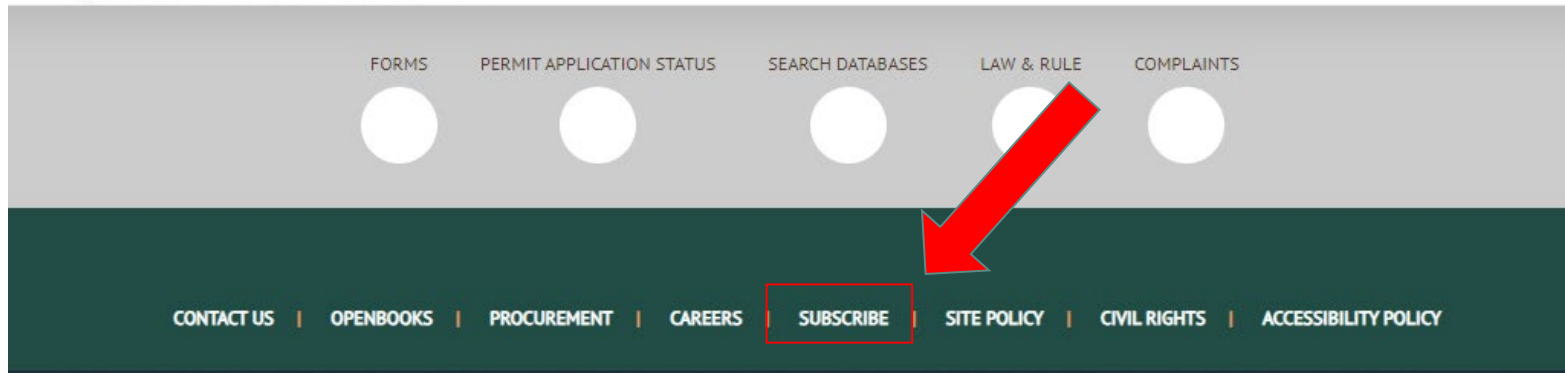 FORMS PERMIT APPLICATION STATUS SEARCH DATABASES LAW & RULE COMPLAINTS
CONTACT US | OPENBOOKS | PROCUREMENT | CAREERS | SUBSCRIBE | SITE POLICY | CIVIL RIGHTS | ACCESSIBILITY POLICY